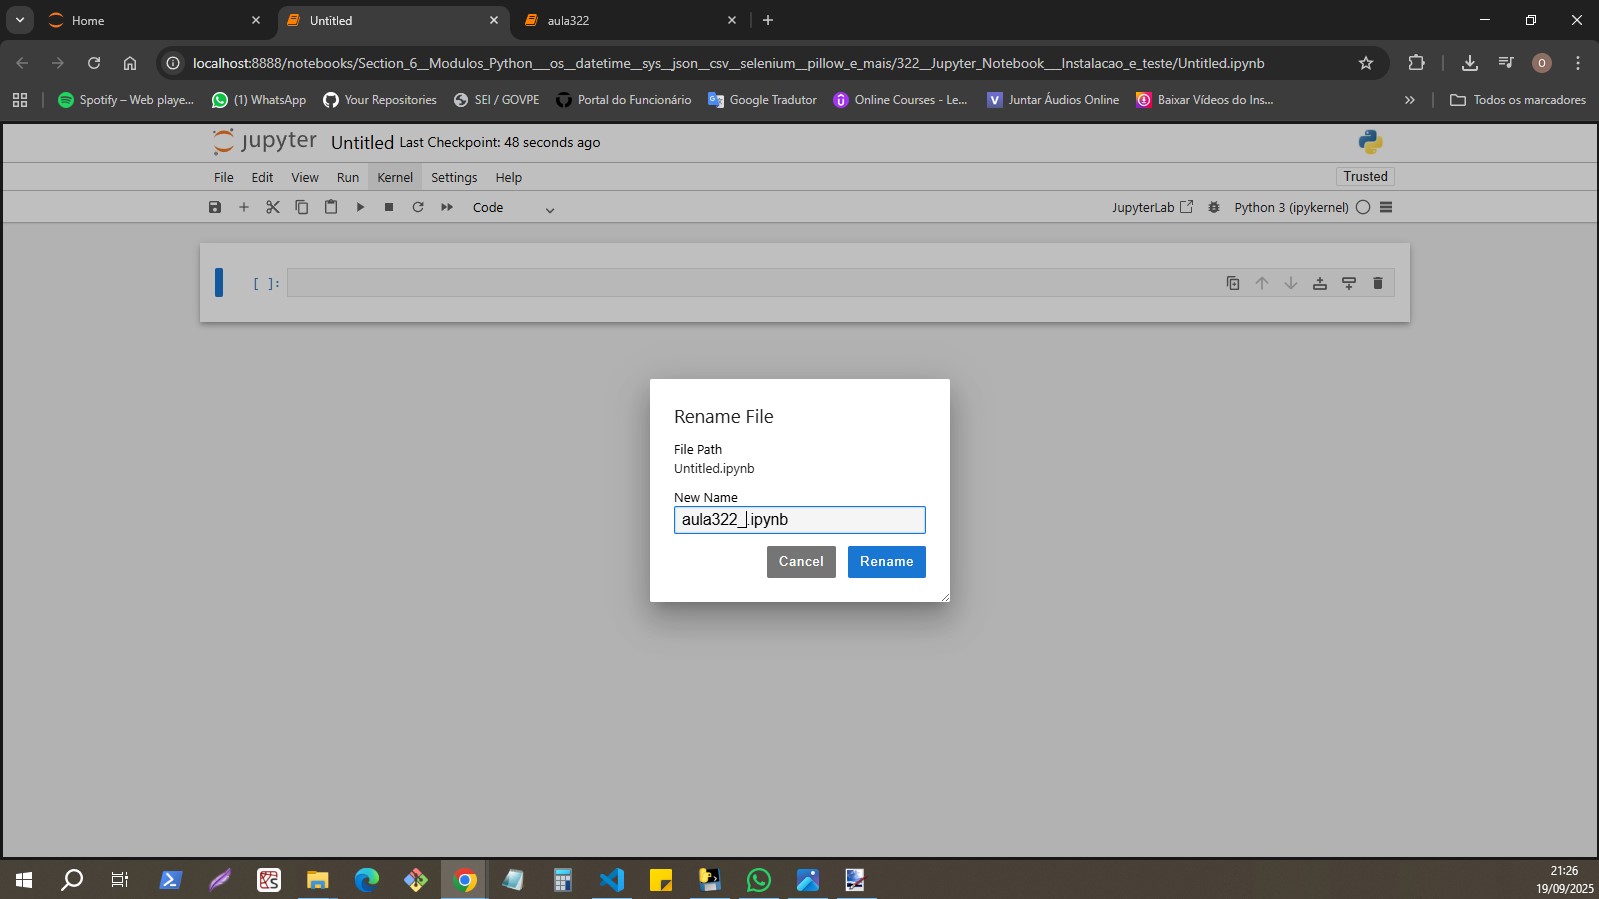 Home
Untitled
aula322
localhost:8888/notebooks/Section_6__Modulos_Python___os__datetime__sys__json__csv__selenium__pillow_e_mais/322__Jupyter_Notebook___Instalacao_e_teste/Untitled.ipynb
O
Spotify – Web playe...
(1) WhatsApp
Your Repositories
SEI / GOVPE
Portal do Funcionário
Google Tradutor
Online Courses - Le...
Juntar Áudios Online
Baixar Vídeos do Ins...
Todos os marcadores
jupyter
Untitled Last Checkpoint: 48 seconds ago
File Edit View Run Kernel Settings Help
Trusted
Code
JupyterLab
Python 3 (ipykernel)
[ ]:
Rename File
File Path
Untitled.ipynb
New Name
aula322_.ipynb
Cancel
Rename
21:26
19/09/2025